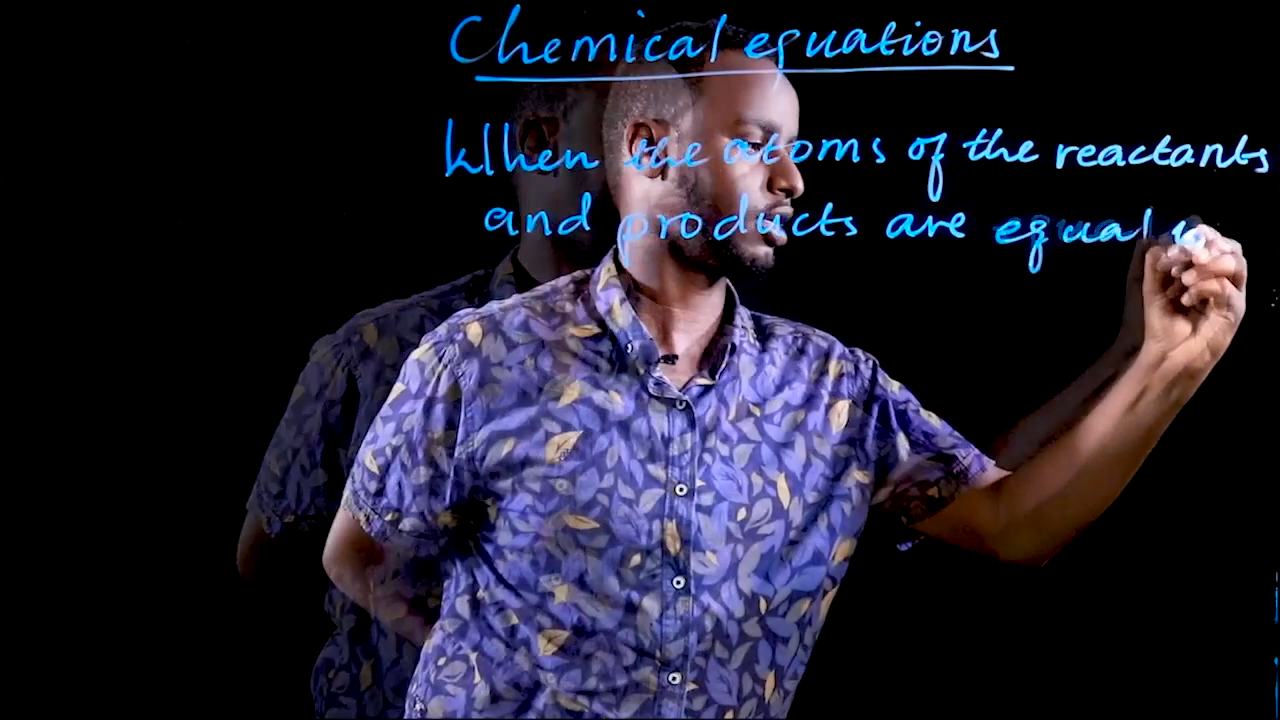 Chemical equations
When the atoms of the reactants
and products are equal